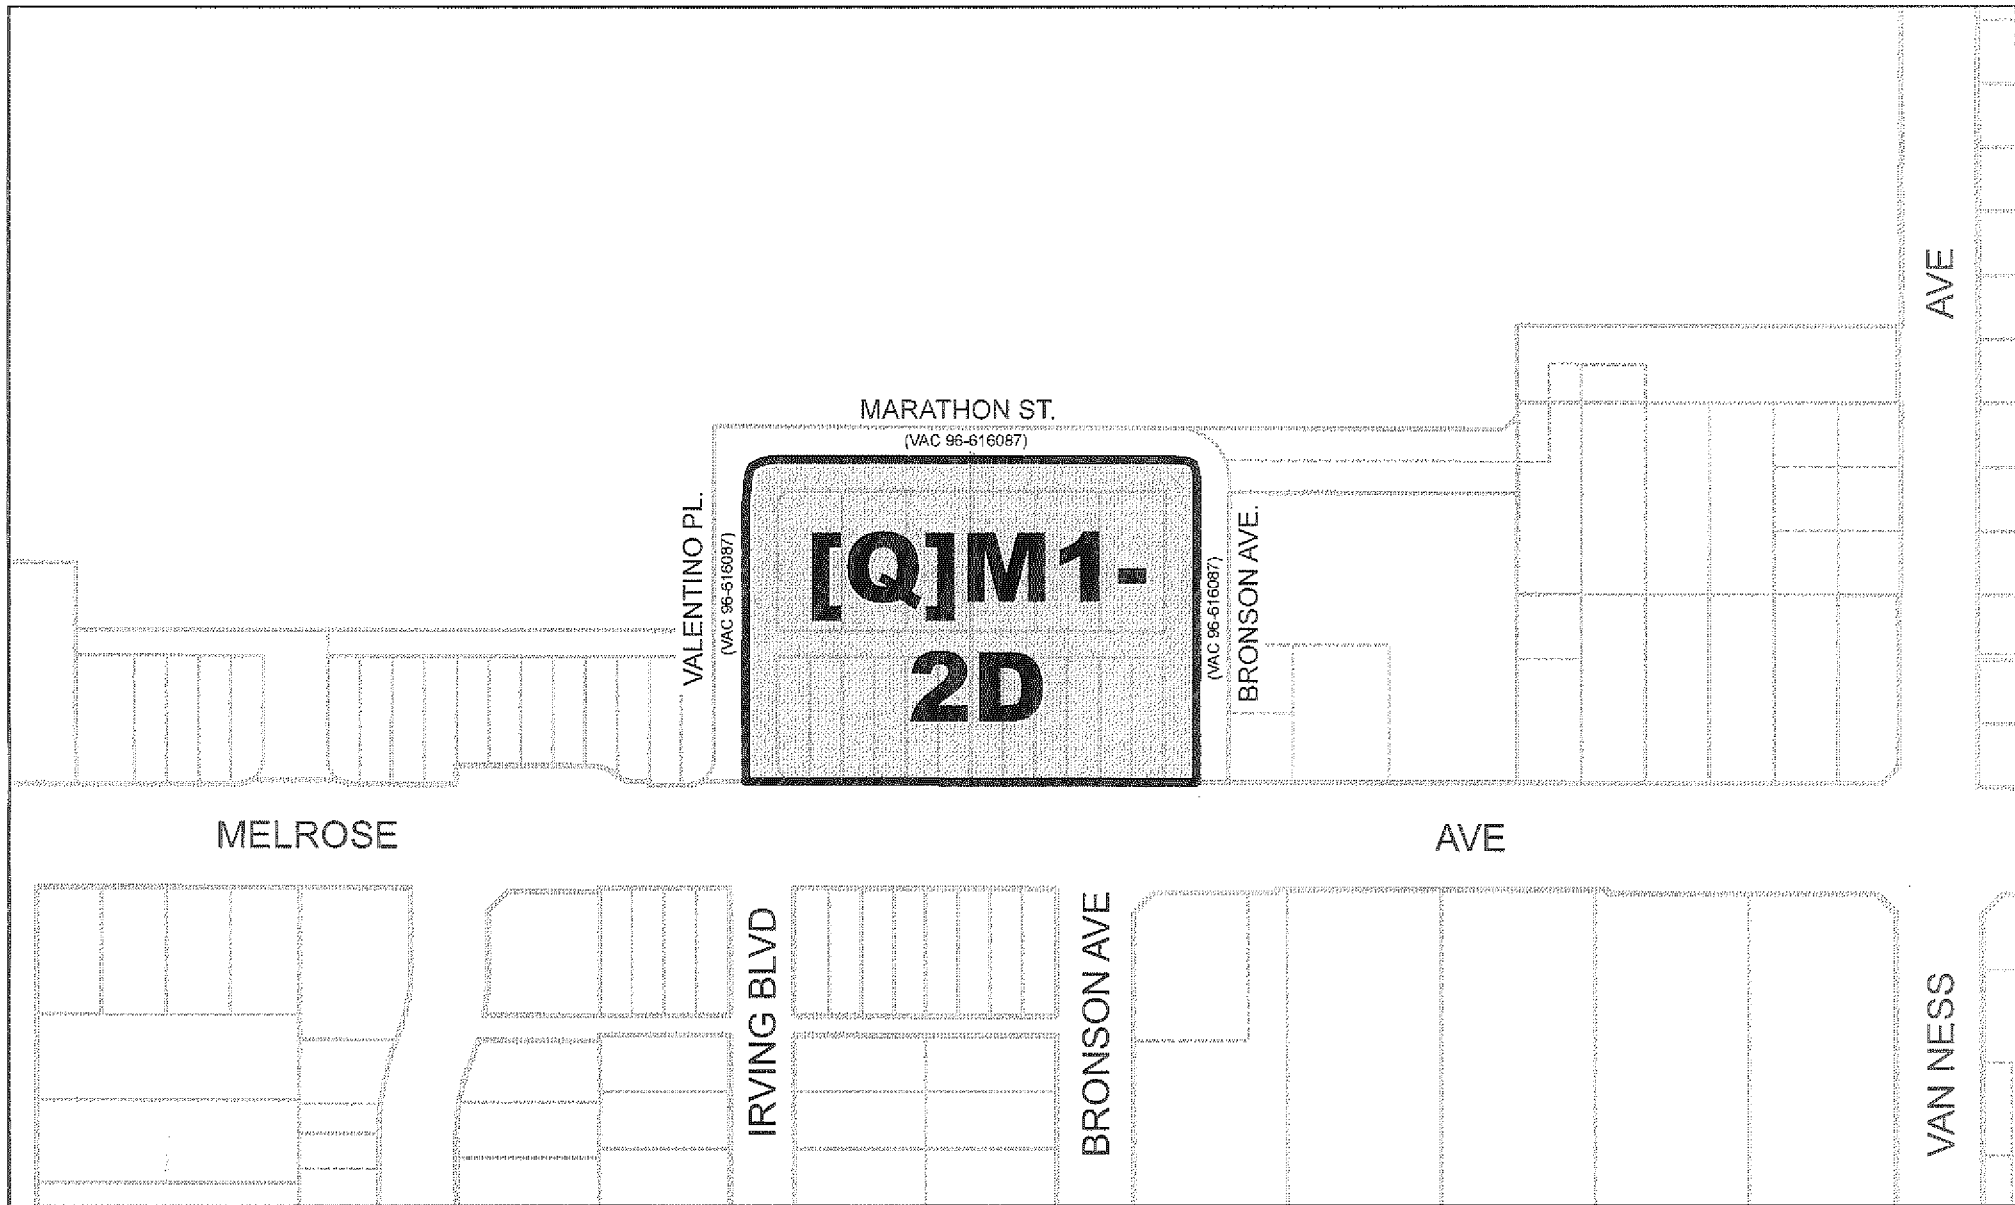 AVE
MARATHON ST.
(VAC 96-616087)
VALENTINO PL.
(VAC 96-616087)
[Q]M1-
2D
(VAC 96-616087)
BRONSON AVE.
MELROSE
AVE
IRVING BLVD
BRONSON AVE
VAN NESS